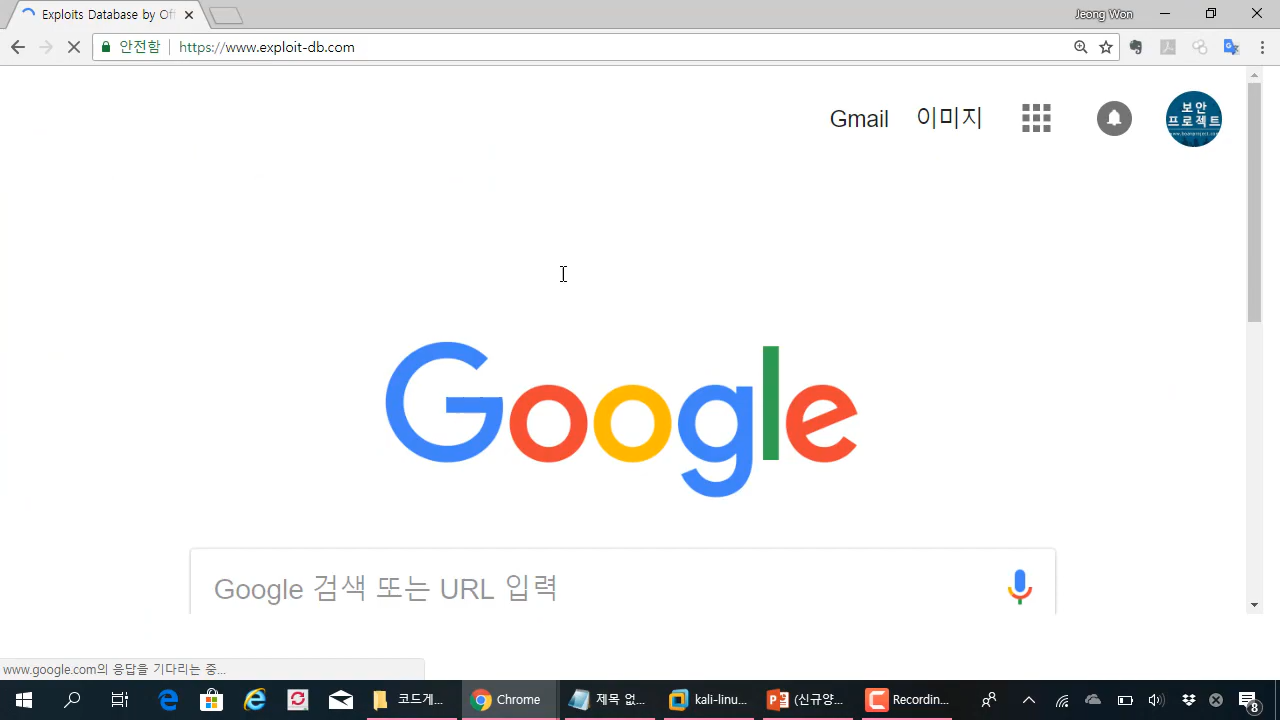 Exploits Database by Off
Jeong Won
안전함
https://www.exploit-db.com
Gmail
이미지
보안
프로젝트
Google
Google 검색 또는 URL 입력
www.google.com의 응답을 기다리는 중...
코드게...
Chrome
제목 없...
kali-linu...
(신규양...
Recordin...
8